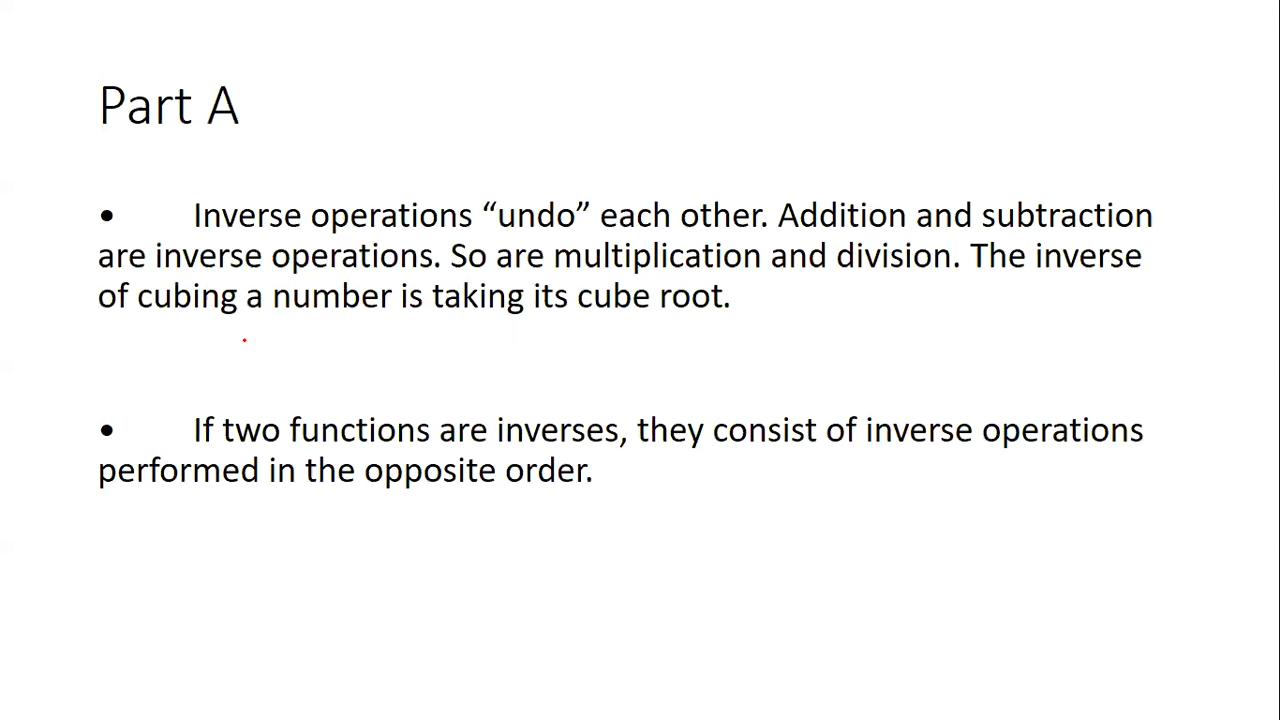 Part A
• Inverse operations “undo” each other. Addition and subtraction
are inverse operations. So are multiplication and division. The inverse
of cubing a number is taking its cube root.
• If two functions are inverses, they consist of inverse operations
performed in the opposite order.